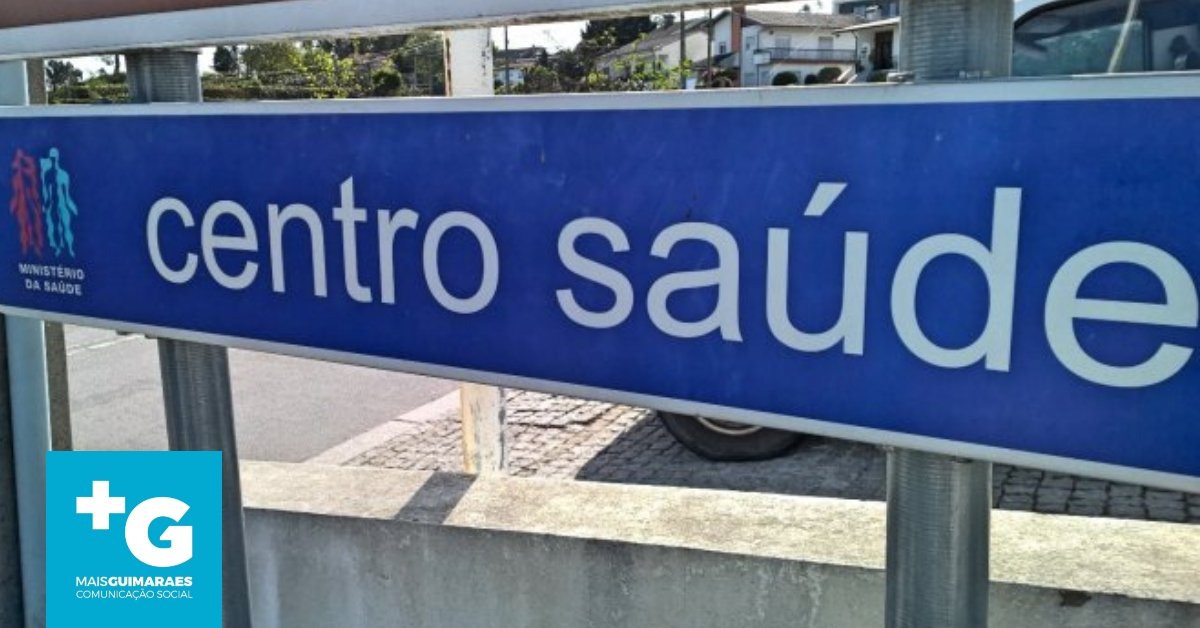 MINISTÉRIO
DA SAÚDE
centro saúde
+G
MAISGUIMARAES
COMUNICAÇÃO SOCIAL